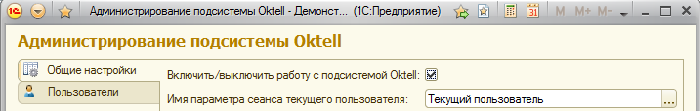 Администрирование подсистемы Oktell - Демонст... (1С:Предприятие)
M M+ M-
Администрирование подсистемы Oktell
Общие настройки
Пользователи
Включить/выключить работу с подсистемой Oktell:
Имя параметра сеанса текущего пользователя: Текущий пользователь ...